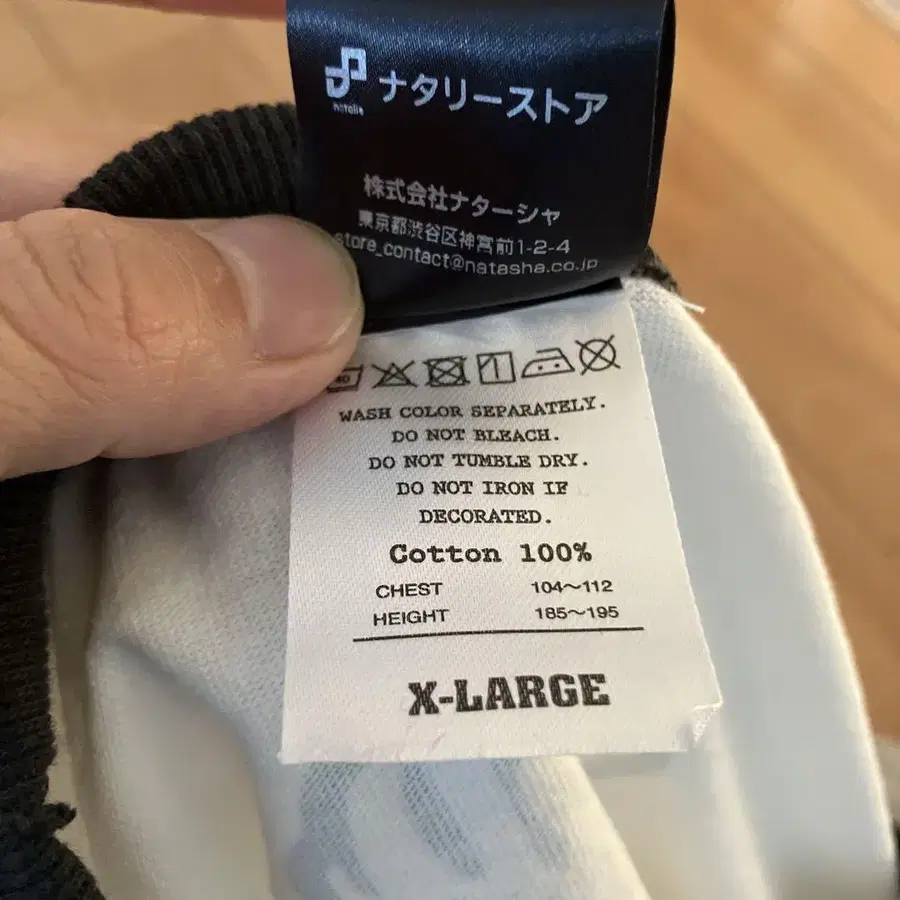 natalie ナタリーストア
株式会社ナターシャ
東京都渋谷区神宮前1-2-4
store_contact@natasha.co.jp
40
WASH COLOR SEPARATELY.
DO NOT BLEACH.
DO NOT TUMBLE DRY.
DO NOT IRON IF
DECORATED.
Cotton 100%
CHEST 104〜112
HEIGHT 185〜195
X-LARGE